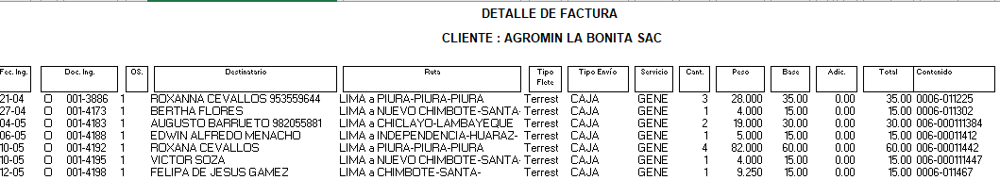 DETALLE DE FACTURA
CLIENTE : AGROMIN LA BONITA SAC
Fec. Ing. Doc. Ing. OS. Destinatario Ruta Tipo Flete Tipo Envío Servicio Cant. Peso Base Adic. Total Contenido
21-04 O 001-3886 1 ROXANNA CEVALLOS 953559644 LIMA a PIURA-PIURA-PIURA Terrest CAJA GENE 3 28.000 35.00 0.00 35.00 0006-011225
27-04 O 001-4173 1 BERTHA FLORES LIMA a NUEVO CHIMBOTE-SANTA- Terrest CAJA GENE 1 4.000 15.00 0.00 15.00 0006-011302
04-05 O 001-4183 1 AUGUSTO BARRUETO 982055881 LIMA a CHICLAYO-LAMBAYEQUE Terrest CAJA GENE 2 19.000 30.00 0.00 30.00 006-000111384
06-05 O 001-4188 1 EDWIN ALFREDO MENACHO LIMA a INDEPENDENCIA-HUARAZ- Terrest CAJA GENE 1 5.000 15.00 0.00 15.00 006-00011412
10-05 O 001-4192 1 ROXANA CEVALLOS LIMA a PIURA-PIURA-PIURA Terrest CAJA GENE 4 82.000 60.00 0.00 60.00 006-00011442
10-05 O 001-4195 1 VICTOR SOZA LIMA a NUEVO CHIMBOTE-SANTA- Terrest CAJA GENE 1 4.000 15.00 0.00 15.00 006-000111447
12-05 O 001-4198 1 FELIPA DE JESUS GAMEZ LIMA a CHIMBOTE-SANTA- Terrest CAJA GENE 1 9.250 15.00 0.00 15.00 006-011467